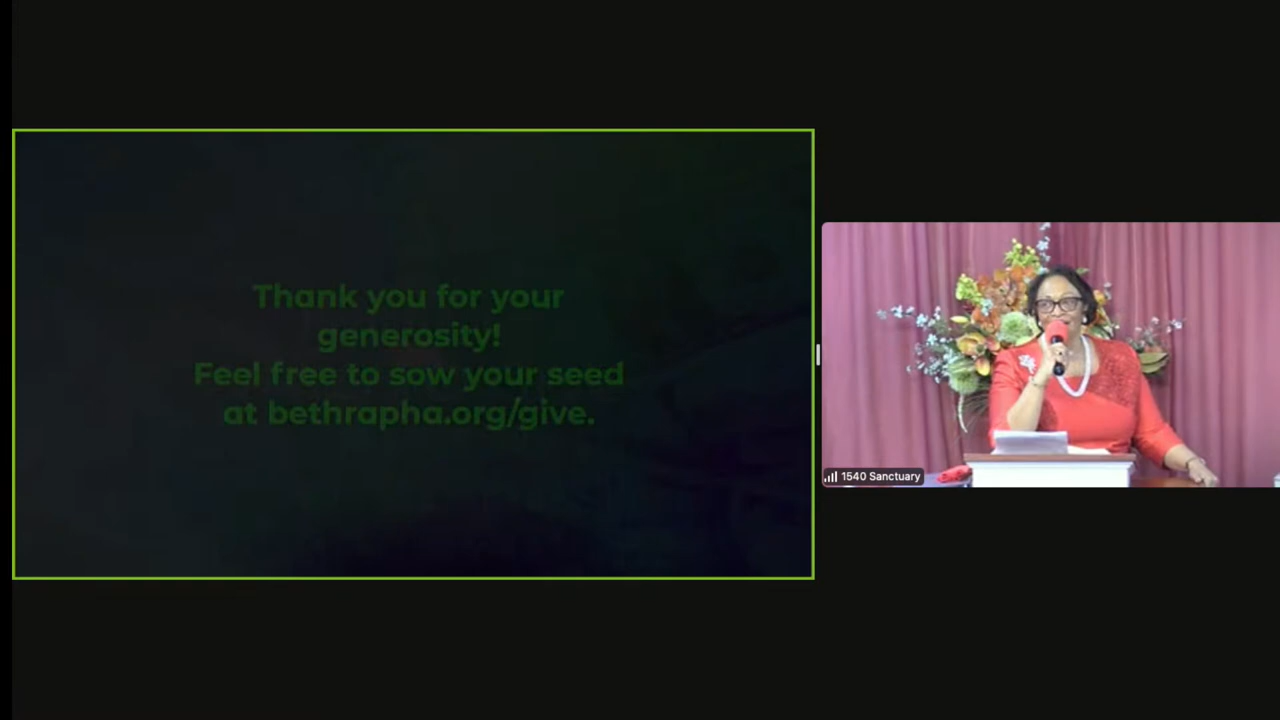 Thank you for your
generosity!
Feel free to sow your seed
at bethrapha.org/give.
1540 Sanctuary